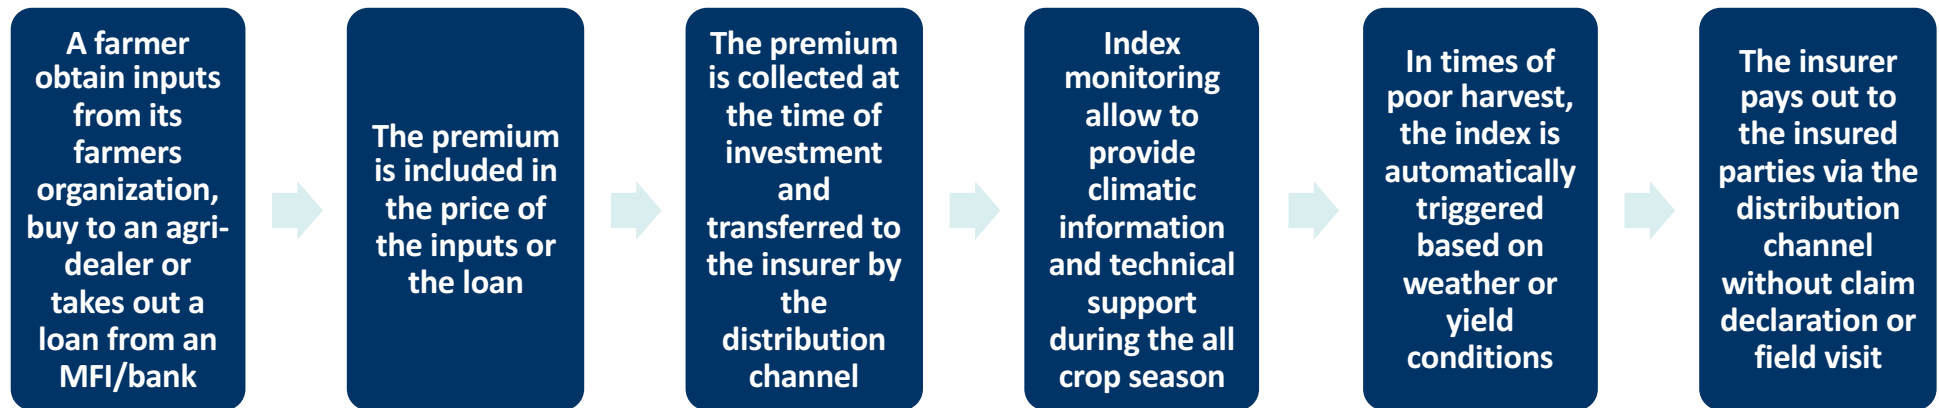 A farmer
obtain inputs
from its
farmers
organization,
buy to an agri-
dealer or
takes out a
loan from an
MFI/bank
The premium
is included in
the price of
the inputs or
the loan
The premium
is collected at
the time of
investment
and
transferred to
the insurer by
the
distribution
channel
Index
monitoring
allow to
provide
climatic
information
and technical
support
during the all
crop season
In times of
poor harvest,
the index is
automatically
triggered
based on
weather or
yield
conditions
The insurer
pays out to
the insured
parties via the
distribution
channel
without claim
declaration or
field visit